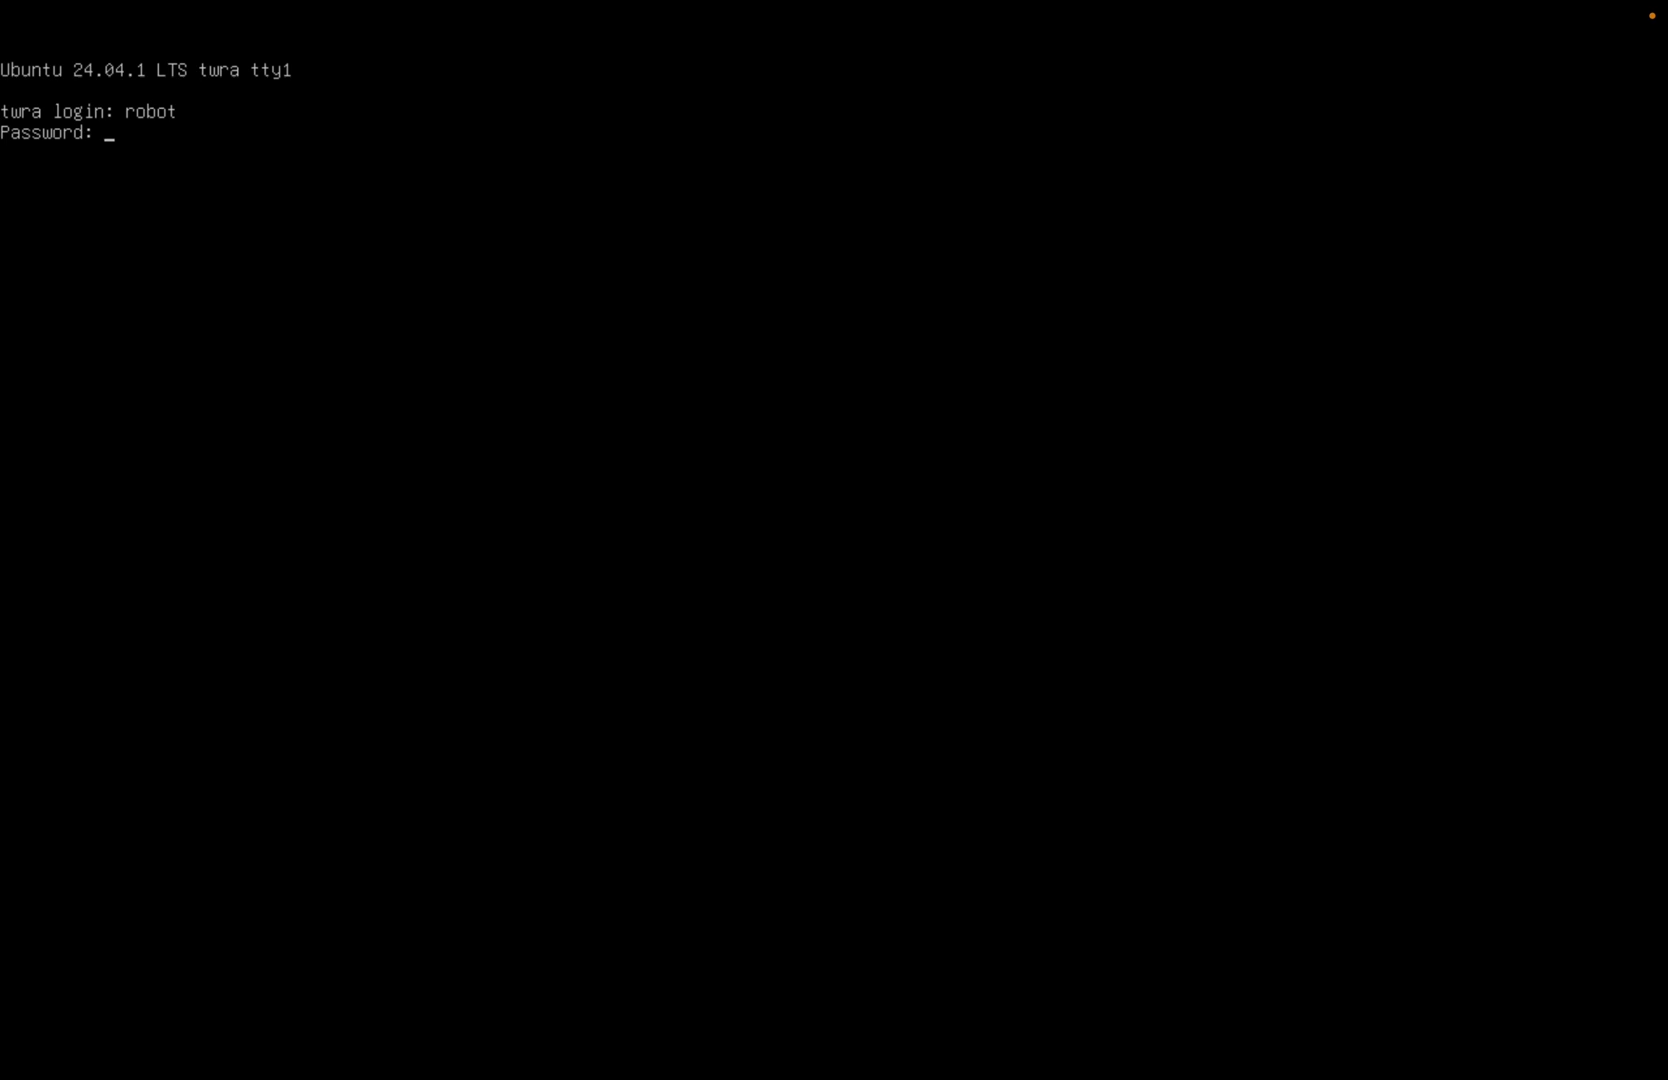 Ubuntu 24.04.1 LTS twra tty1
twra login: robot
Password: _